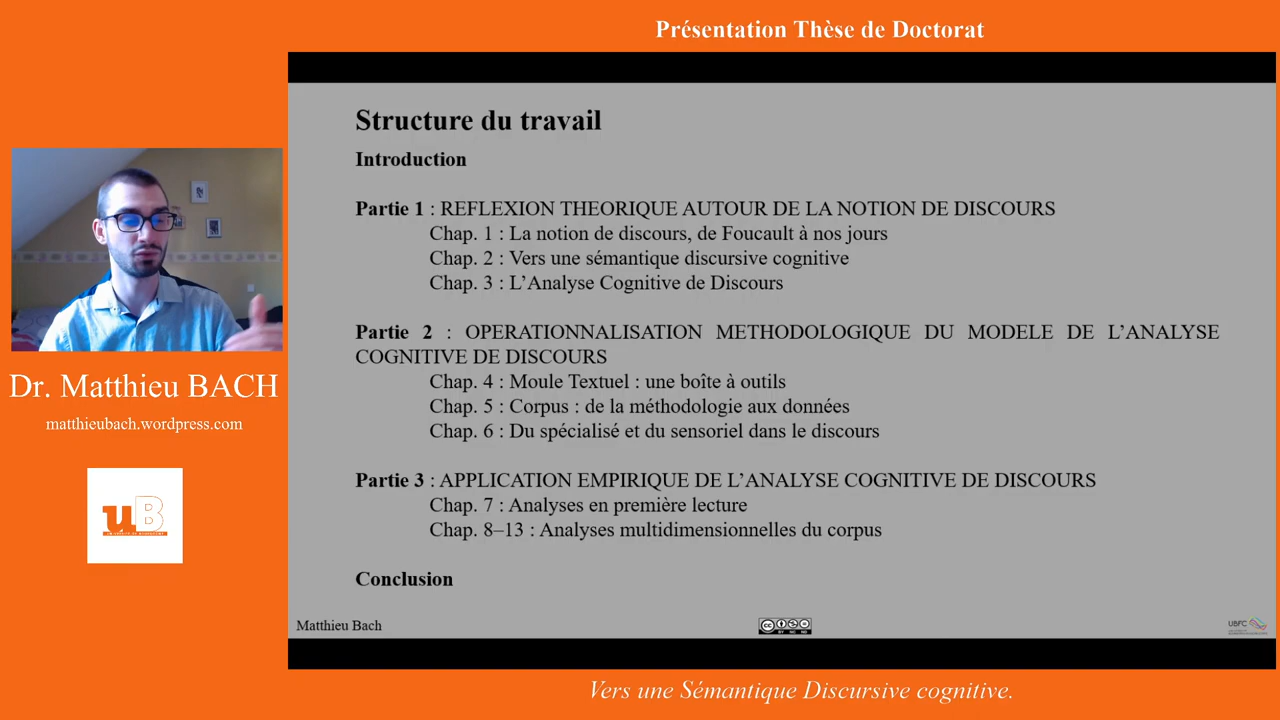 Présentation Thèse de Doctorat
Structure du travail
Introduction
Partie 1 : REFLEXION THEORIQUE AUTOUR DE LA NOTION DE DISCOURS
Chap. 1 : La notion de discours, de Foucault à nos jours
Chap. 2 : Vers une sémantique discursive cognitive
Chap. 3 : L’Analyse Cognitive de Discours
Partie 2 : OPERATIONNALISATION METHODOLOGIQUE DU MODELE DE L’ANALYSE
COGNITIVE DE DISCOURS
Chap. 4 : Moule Textuel : une boîte à outils
Chap. 5 : Corpus : de la méthodologie aux données
Chap. 6 : Du spécialisé et du sensoriel dans le discours
Partie 3 : APPLICATION EMPIRIQUE DE L’ANALYSE COGNITIVE DE DISCOURS
Chap. 7 : Analyses en première lecture
Chap. 8–13 : Analyses multidimensionnelles du corpus
Conclusion
Matthieu Bach
CC BY NC ND
UBFC
Dr. Matthieu BACH
matthieubach.wordpress.com
uB
Vers une Sémantique Discursive cognitive.